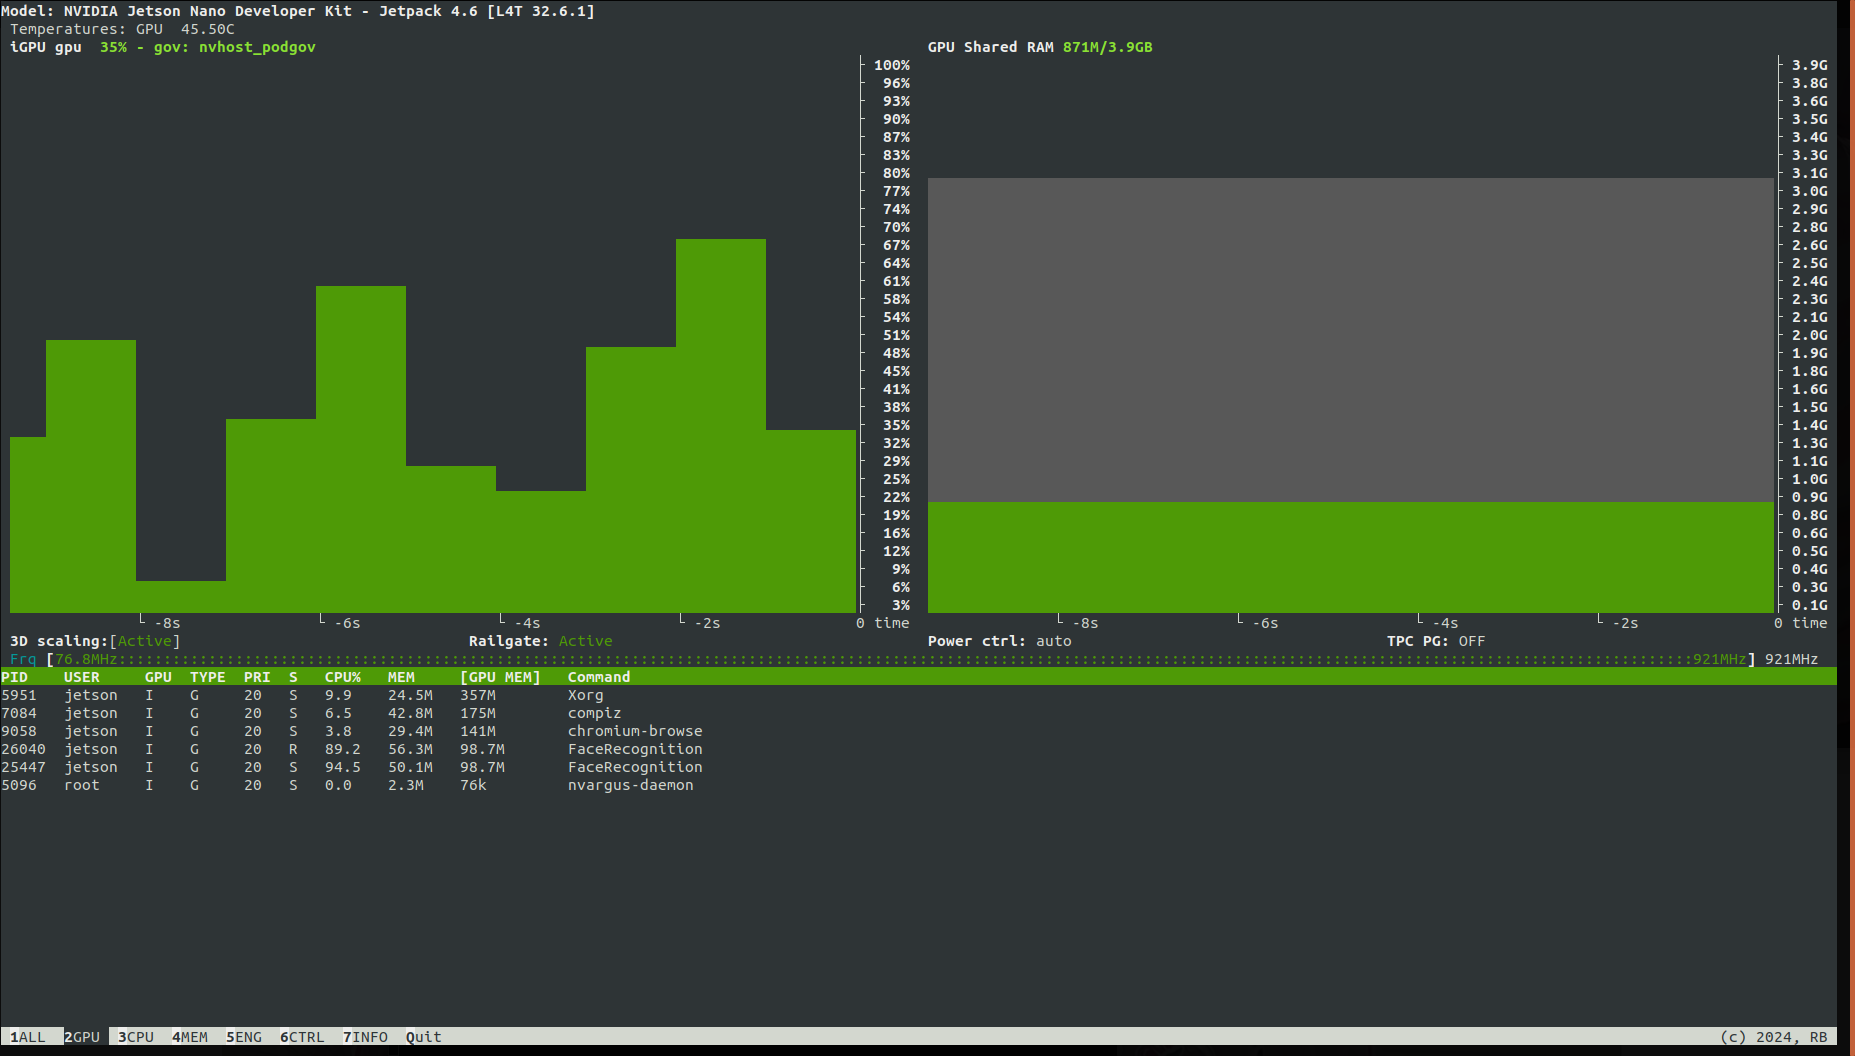 Model: NVIDIA Jetson Nano Developer Kit - Jetpack 4.6 [L4T 32.6.1]
Temperatures: GPU  45.50C
iGPU gpu  35% - gov: nvhost_podgov
100%
96%
93%
90%
87%
83%
80%
77%
74%
70%
67%
64%
61%
58%
54%
51%
48%
45%
41%
38%
35%
32%
29%
25%
22%
19%
16%
12%
9%
6%
3%
-8s -6s -4s -2s 0 time
GPU Shared RAM 871M/3.9GB
3.9G
3.8G
3.6G
3.5G
3.4G
3.3G
3.1G
3.0G
2.9G
2.8G
2.6G
2.5G
2.4G
2.3G
2.1G
2.0G
1.9G
1.8G
1.6G
1.5G
1.4G
1.3G
1.1G
1.0G
0.9G
0.8G
0.6G
0.5G
0.4G
0.3G
0.1G
-8s -6s -4s -2s 0 time
3D scaling:[Active] Railgate: Active Power ctrl: auto TPC PG: OFF
Frq [76.8MHz 921MHz] 921MHz
PID USER GPU TYPE PRI S CPU% MEM [GPU MEM] Command
5951 jetson I G 20 S 9.9 24.5M 357M Xorg
7084 jetson I G 20 S 6.5 42.8M 175M compiz
9058 jetson I G 20 S 3.8 29.4M 141M chromium-browse
26040 jetson I G 20 R 89.2 56.3M 98.7M FaceRecognition
25447 jetson I G 20 S 94.5 50.1M 98.7M FaceRecognition
5096 root I G 20 S 0.0 2.3M 76k nvargus-daemon
1ALL 2GPU 3CPU 4MEM 5ENG 6CTRL 7INFO Quit (c) 2024, RB